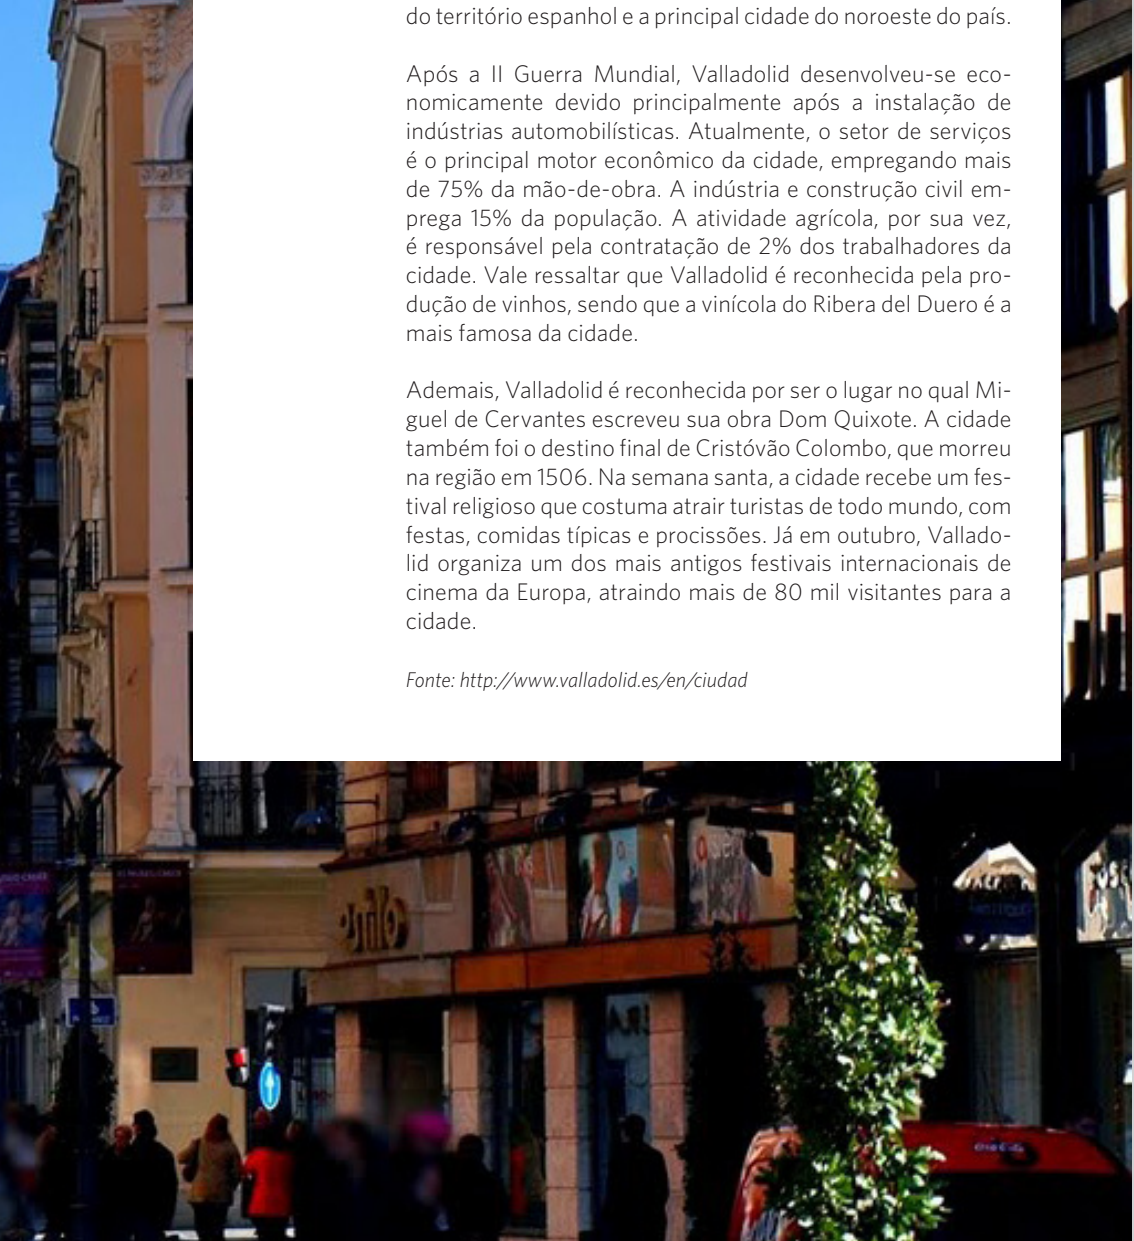 do território espanhol e a principal cidade do noroeste do país.
Após a II Guerra Mundial, Valladolid desenvolveu-se eco-
nomicamente devido principalmente após a instalação de
indústrias automobilísticas. Atualmente, o setor de serviços
é o principal motor econômico da cidade, empregando mais
de 75% da mão-de-obra. A indústria e construção civil em-
prega 15% da população. A atividade agrícola, por sua vez,
é responsável pela contratação de 2% dos trabalhadores da
cidade. Vale ressaltar que Valladolid é reconhecida pela pro-
dução de vinhos, sendo que a vinícola do Ribera del Duero é a
mais famosa da cidade.
Ademais, Valladolid é reconhecida por ser o lugar no qual Mi-
guel de Cervantes escreveu sua obra Dom Quixote. A cidade
também foi o destino final de Cristóvão Colombo, que morreu
na região em 1506. Na semana santa, a cidade recebe um fes-
tival religioso que costuma atrair turistas de todo mundo, com
festas, comidas típicas e procissões. Já em outubro, Vallado-
lid organiza um dos mais antigos festivais internacionais de
cinema da Europa, atraindo mais de 80 mil visitantes para a
cidade.
Fonte: http://www.valladolid.es/en/ciudad